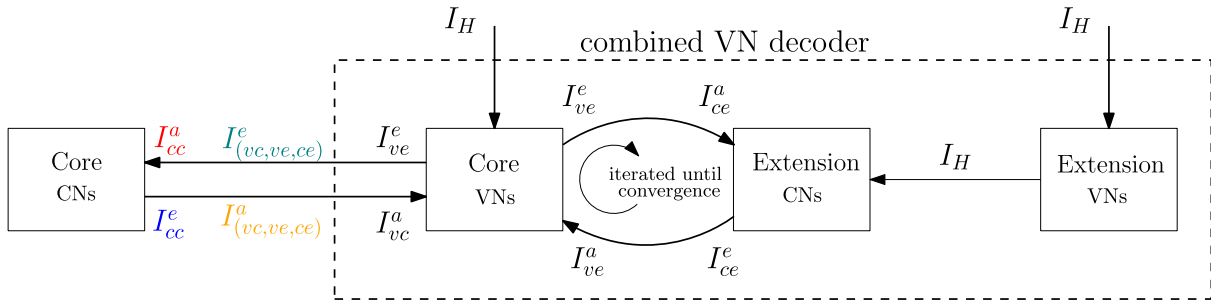 I_H
I_H
combined VN decoder
I^e_{ve}
I^a_{ce}
I^a_{cc}
I^e_{(vc,ve,ce)}
I^e_{ve}
Core
CNs
Core
VNs
iterated until
convergence
Extension
CNs
I_H
Extension
VNs
I^e_{cc}
I^a_{(vc,ve,ce)}
I^a_{vc}
I^a_{ve}
I^e_{ce}